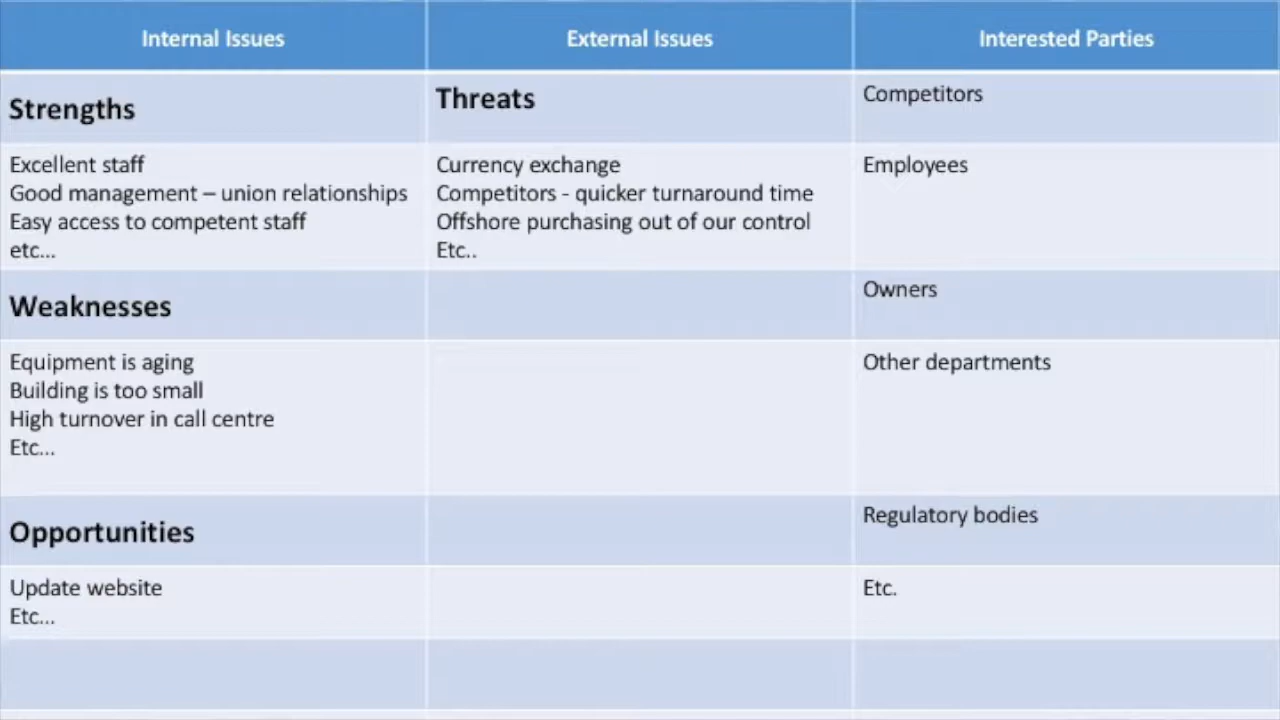 Internal Issues
External Issues
Interested Parties
Strengths
Threats
Competitors
Excellent staff
Good management – union relationships
Easy access to competent staff
etc...
Currency exchange
Competitors - quicker turnaround time
Offshore purchasing out of our control
Etc..
Employees
Weaknesses
Owners
Equipment is aging
Building is too small
High turnover in call centre
Etc...
Other departments
Opportunities
Regulatory bodies
Update website
Etc...
Etc.